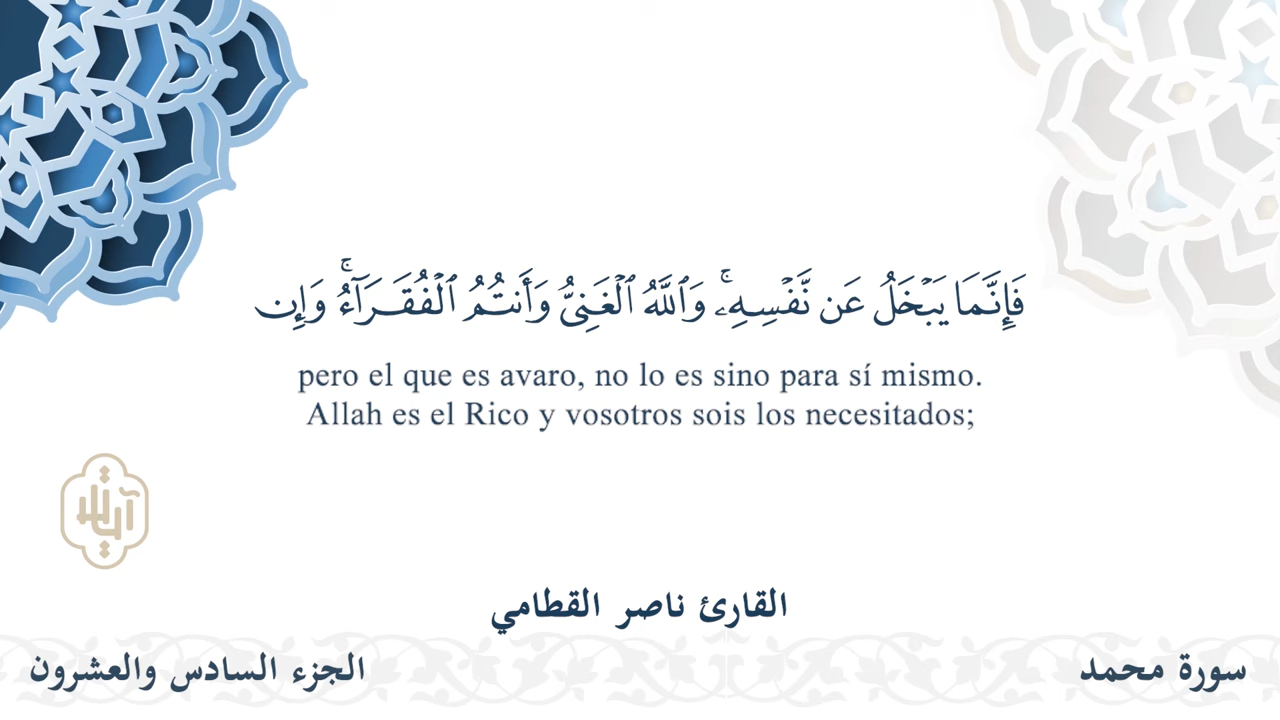 فَإِنَّمَا يَبۡخَلُ عَن نَّفۡسِهِۦۚ وَٱللَّهُ ٱلۡغَنِىُّ وَأَنتُمُ ٱلۡفُقَرَآءُۚ وَإِن
pero el que es avaro, no lo es sino para sí mismo.
Allah es el Rico y vosotros sois los necesitados;
القارئ ناصر القطامي
سورة محمد
الجزء السادس والعشرون